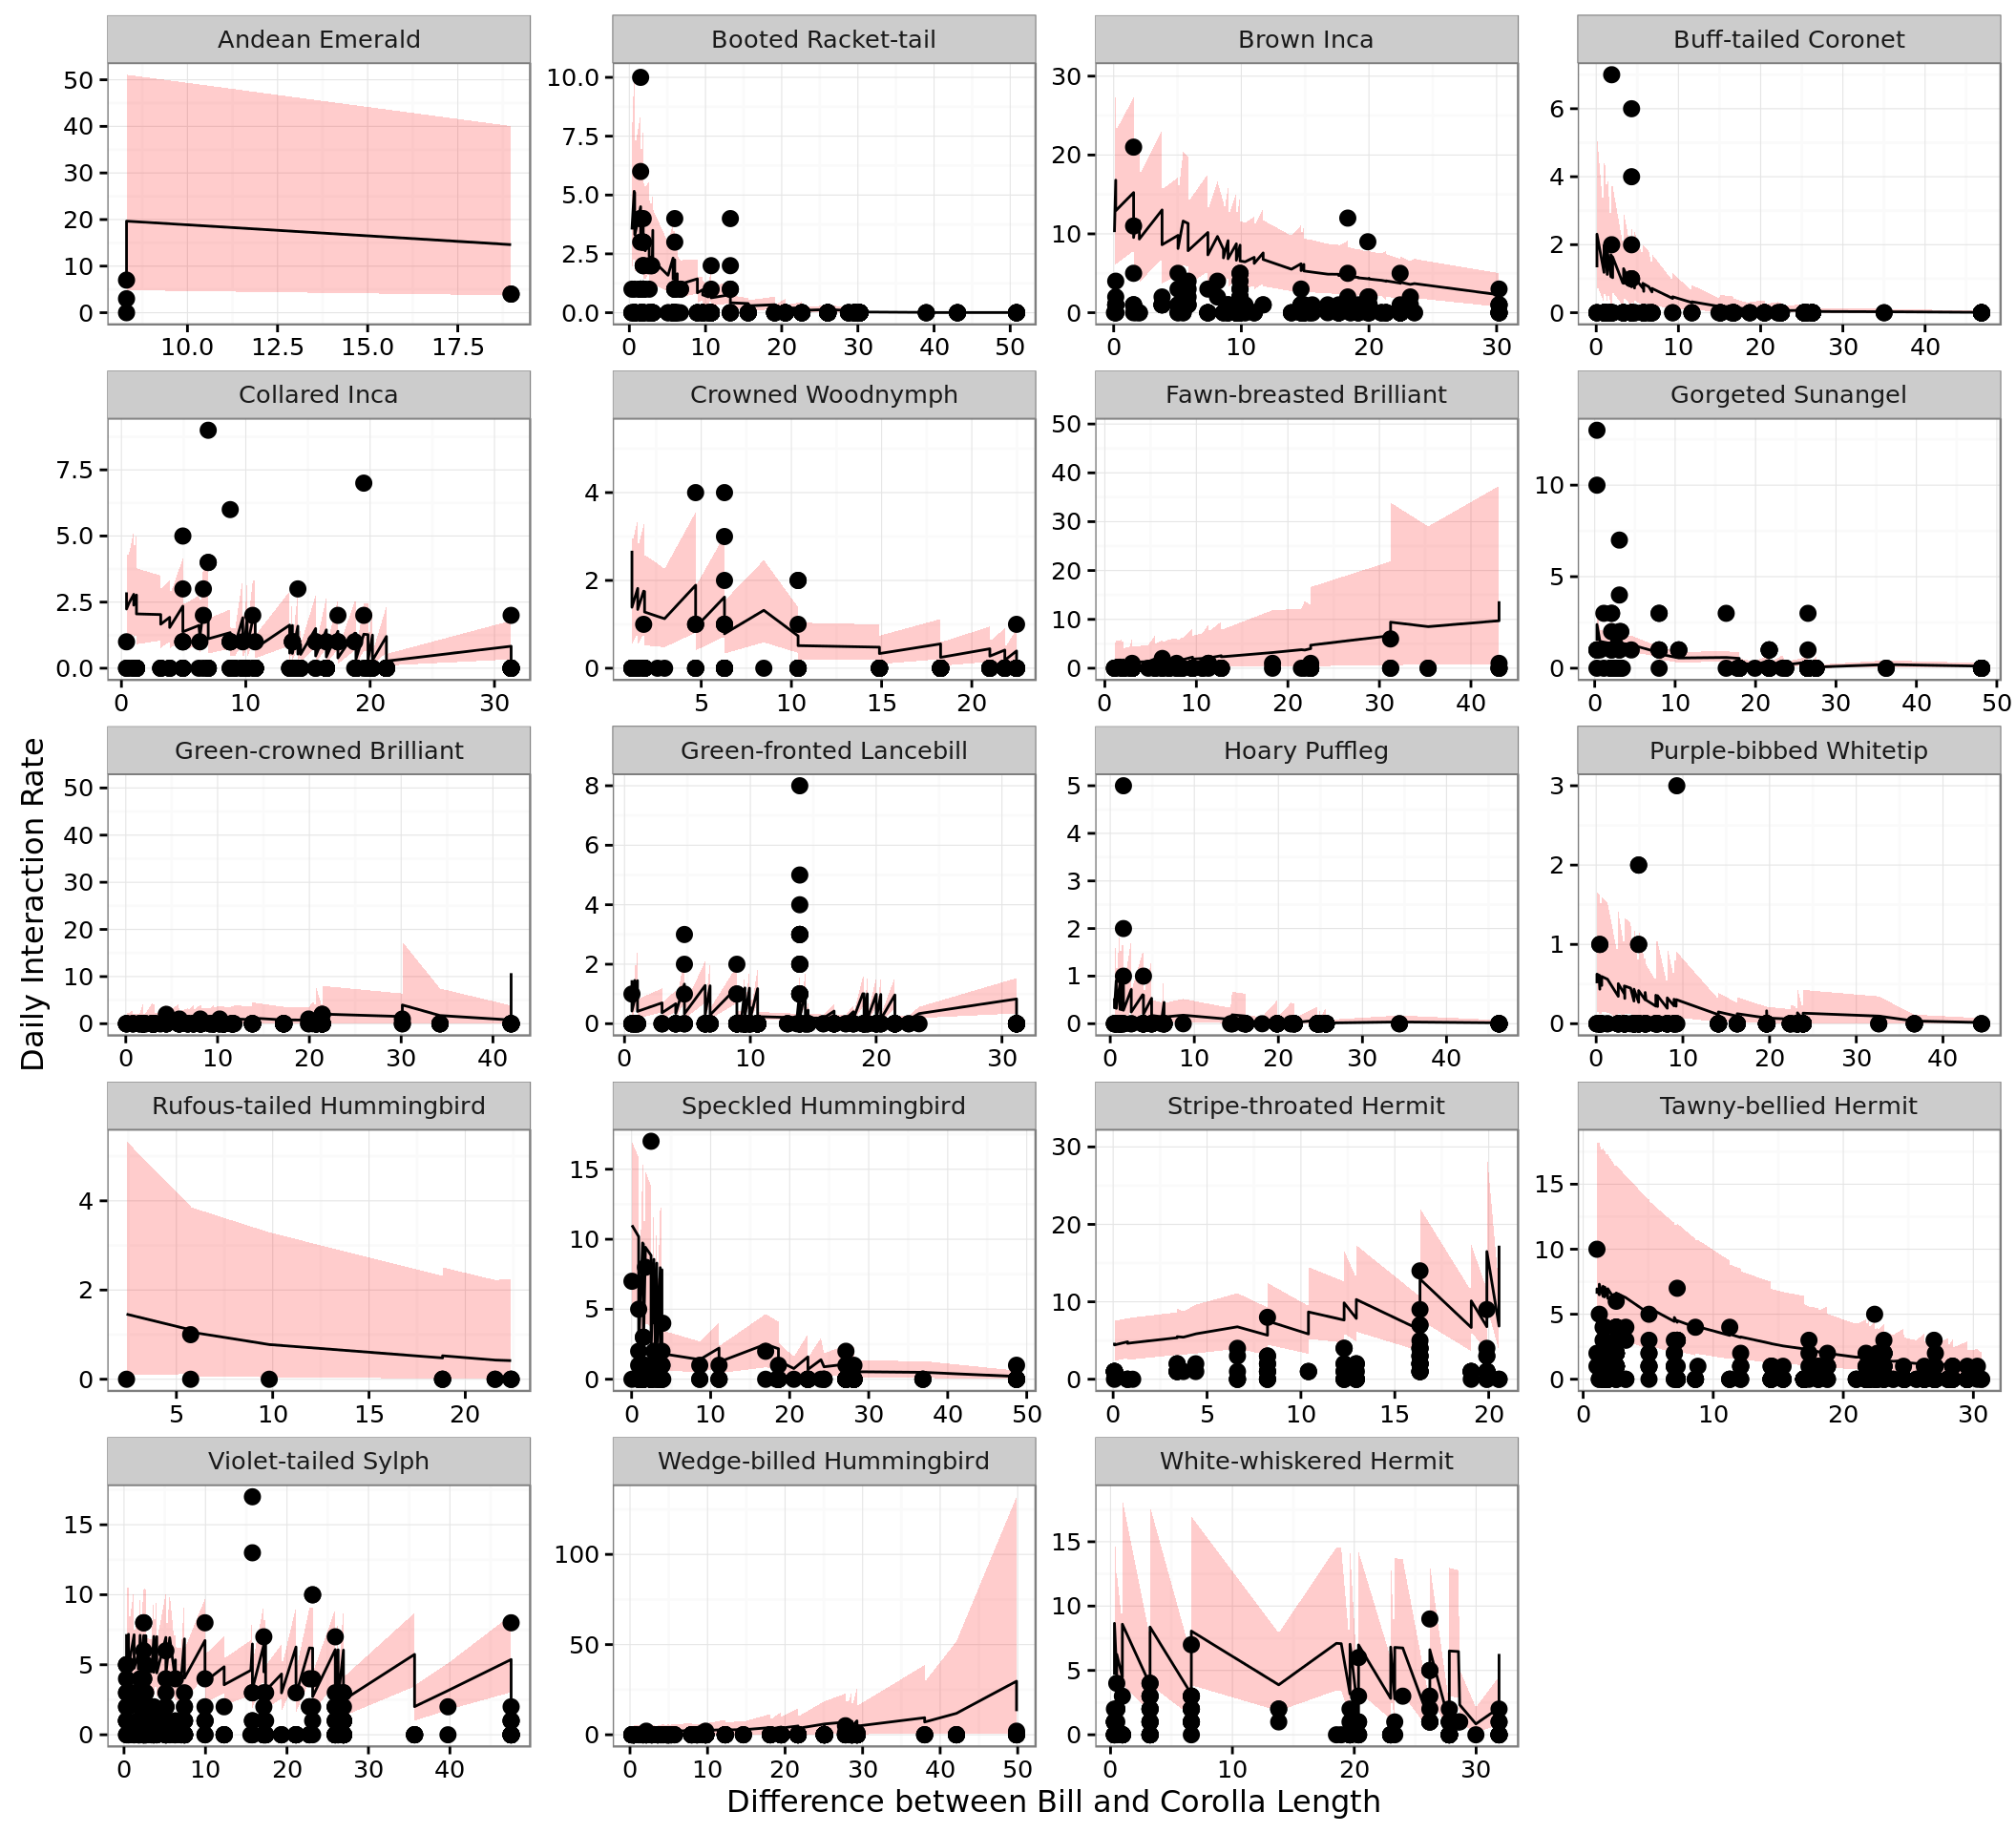 Andean Emerald Booted Racket-tail Brown Inca Buff-tailed Coronet
50 40 30 20 10 0
10.0 7.5 5.0 2.5 0.0
30 20 10 0
6 4 2 0
10.0 12.5 15.0 17.5
0 10 20 30 40 50
0 10 20 30
0 10 20 30 40
Collared Inca Crowned Woodnymph Fawn-breasted Brilliant Gorgeted Sunangel
7.5 5.0 2.5 0.0
4 2 0
50 40 30 20 10 0
10 5 0
0 10 20 30
5 10 15 20
0 10 20 30 40
0 10 20 30 40 50
Daily Interaction Rate
Green-crowned Brilliant Green-fronted Lancebill Hoary Puffleg Purple-bibbed Whitetip
50 40 30 20 10 0
8 6 4 2 0
5 4 3 2 1 0
3 2 1 0
0 10 20 30 40
0 10 20 30
0 10 20 30 40
0 10 20 30 40
Rufous-tailed Hummingbird Speckled Hummingbird Stripe-throated Hermit Tawny-bellied Hermit
4 2 0
15 10 5 0
30 20 10 0
15 10 5 0
5 10 15 20
0 10 20 30 40 50
0 5 10 15 20
0 10 20 30
Violet-tailed Sylph Wedge-billed Hummingbird White-whiskered Hermit
15 10 5 0
100 50 0
15 10 5 0
0 10 20 30 40
0 10 20 30 40 50
0 10 20 30
Difference between Bill and Corolla Length